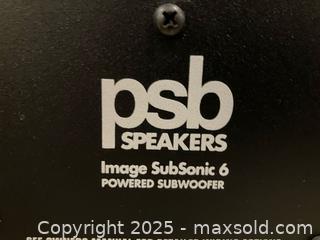 psb
SPEAKERS
Image SubSonic 6
POWERED SUBWOOFER
Copyright © 2025 - maxsold.com